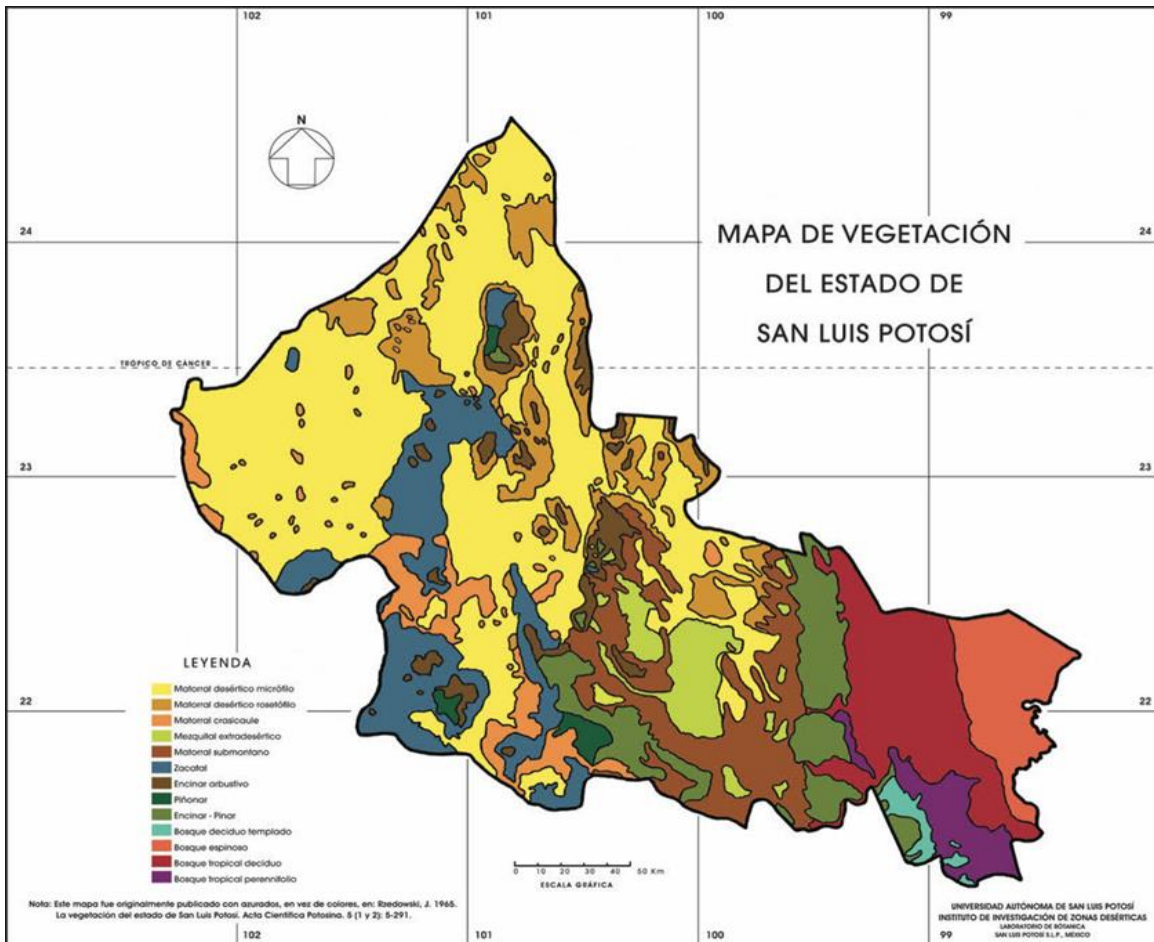 102
101
100
99
N
MAPA DE VEGETACIÓN
DEL ESTADO DE
SAN LUIS POTOSÍ
24
24
TRÓPICO DE CÁNCER
23
23
22
22
LEYENDA
Matorral desértico micrófilo
Matorral desértico rosetófilo
Matorral crasicaule
Mezquital extradesértico
Matorral submontano
Zacatal
Encinar arbustivo
Piñonar
Encinar - Pinar
Bosque deciduo templado
Bosque espinoso
Bosque tropical deciduo
Bosque tropical perennifolio
0 10 20 30 40 50 Km
ESCALA GRÁFICA
Nota: Este mapa fue originalmente publicado con azurados, en vez de colores, en: Rzedowski, J. 1965.
La vegetación del estado de San Luis Potosí. Acta Científica Potosina. 5 (1 y 2): 5-291.
UNIVERSIDAD AUTÓNOMA DE SAN LUIS POTOSÍ
INSTITUTO DE INVESTIGACIÓN DE ZONAS DESÉRTICAS
LABORATORIO DE BOTÁNICA
SAN LUIS POTOSÍ S.L.P., MÉXICO
102
101
100
99